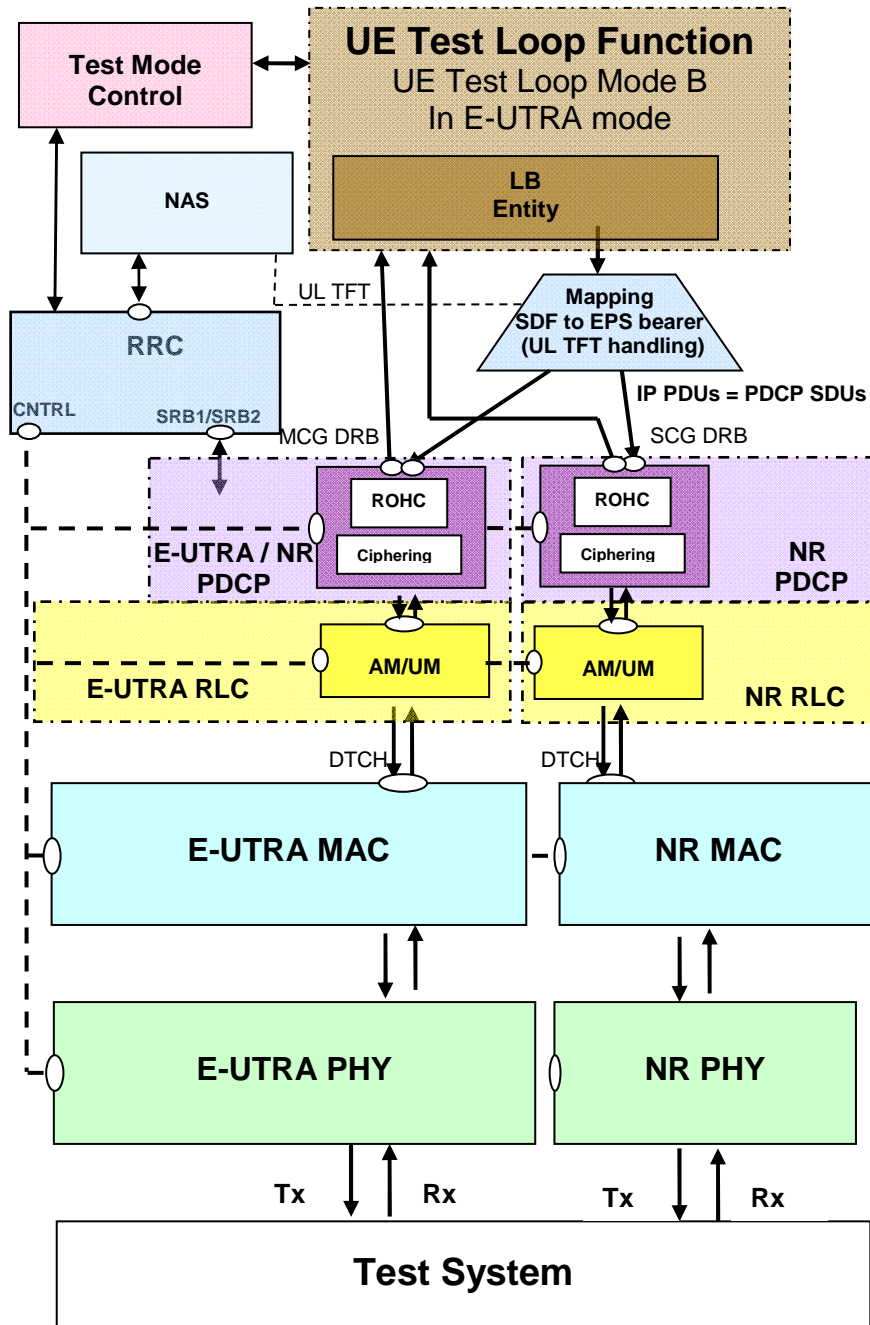 UE Test Loop Function
UE Test Loop Mode B
In E-UTRA mode
Test Mode
Control
LB
Entity
NAS
UL TFT
Mapping
SDF to EPS bearer
(UL TFT handling)
RRC
CNTRL
SRB1/SRB2
IP PDUs = PDCP SDUs
MCG DRB
SCG DRB
ROHC
Ciphering
E-UTRA / NR
PDCP
ROHC
Ciphering
NR
PDCP
AM/UM
E-UTRA RLC
AM/UM
NR RLC
DTCH
DTCH
E-UTRA MAC
NR MAC
E-UTRA PHY
NR PHY
Tx
Rx
Tx
Rx
Test System